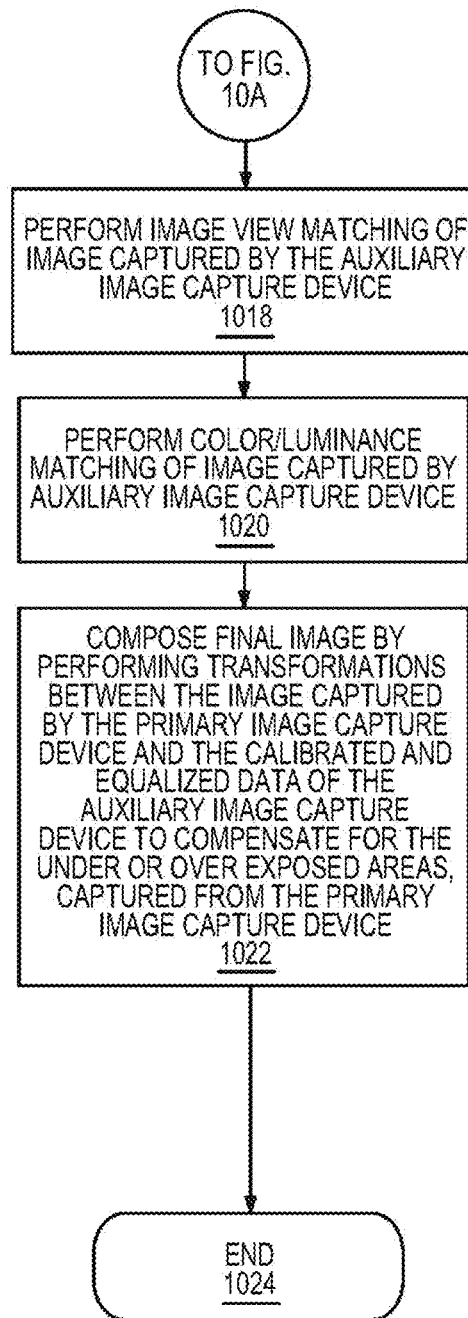 TO FIG.
10A
PERFORM IMAGE VIEW MATCHING OF
IMAGE CAPTURED BY THE AUXILIARY
IMAGE CAPTURE DEVICE
1018
PERFORM COLOR/LUMINANCE
MATCHING OF IMAGE CAPTURED BY
AUXILIARY IMAGE CAPTURE DEVICE
1020
COMPOSE FINAL IMAGE BY
PERFORMING TRANSFORMATIONS
BETWEEN THE IMAGE CAPTURED
BY THE PRIMARY IMAGE CAPTURE
DEVICE AND THE CALIBRATED AND
EQUALIZED DATA OF THE
AUXILIARY IMAGE CAPTURE
DEVICE TO COMPENSATE FOR THE
UNDER OR OVER EXPOSED AREAS,
CAPTURED FROM THE PRIMARY
IMAGE CAPTURE DEVICE
1022
END
1024